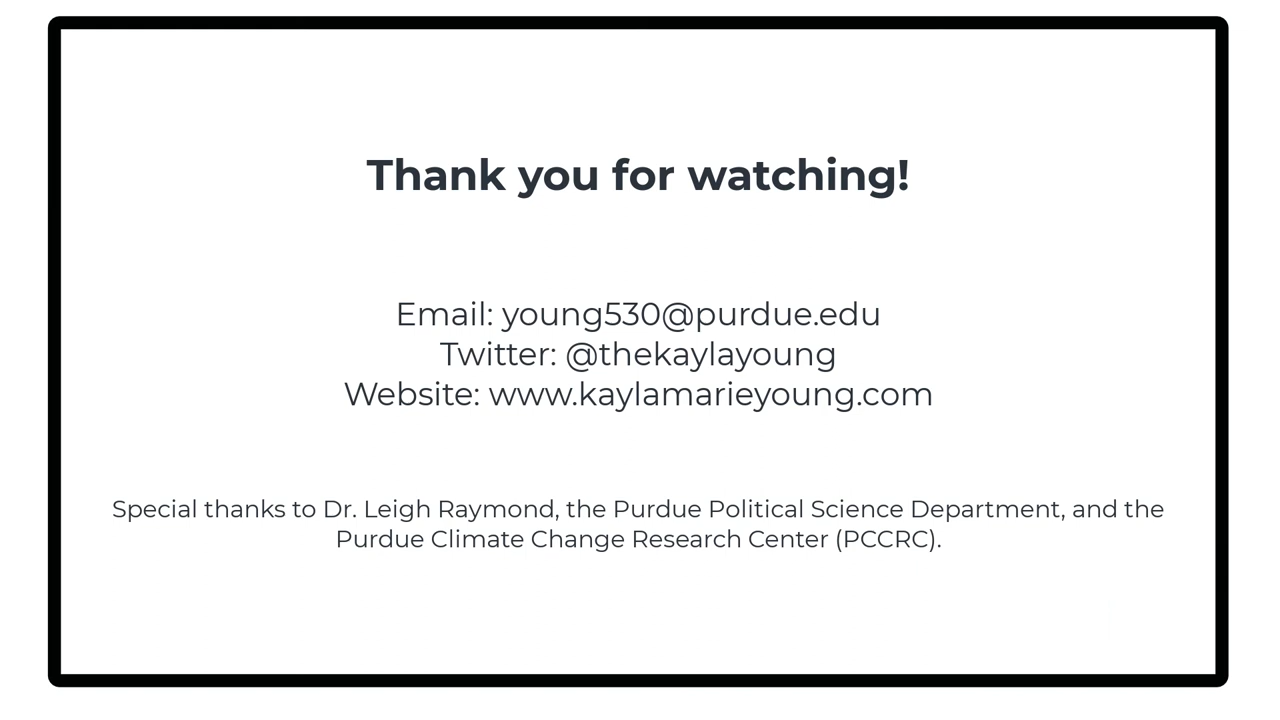 Thank you for watching!
Email: young530@purdue.edu
Twitter: @thekaylayoung
Website: www.kaylamarieyoung.com
Special thanks to Dr. Leigh Raymond, the Purdue Political Science Department, and the
Purdue Climate Change Research Center (PCCRC).